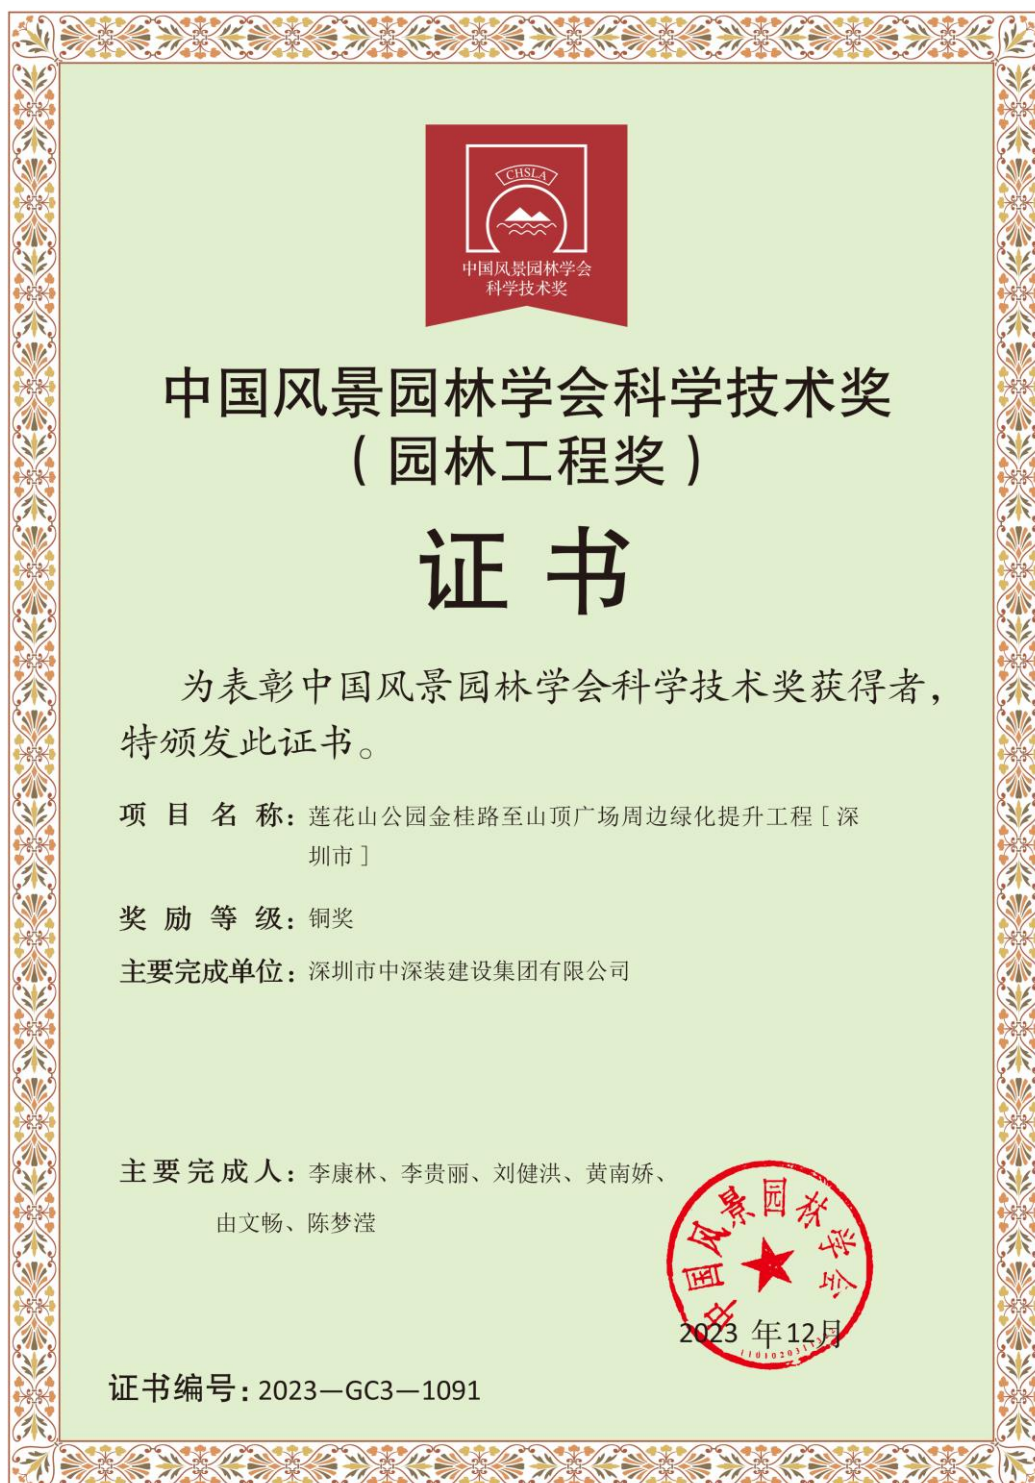 CHSLA
中国风景园林学会
科学技术奖
中国风景园林学会科学技术奖
（园林工程奖）
证书
为表彰中国风景园林学会科学技术奖获得者，
特颁发此证书。
项目名称：莲花山公园金桂路至山顶广场周边绿化提升工程［深
圳市］
奖励等级：铜奖
主要完成单位：深圳市中深装建设集团有限公司
主要完成人：李康林、李贵丽、刘健洪、黄南娇、
由文畅、陈梦滢
中国风景园林学会
2023 年12月
证书编号：2023—GC3—1091